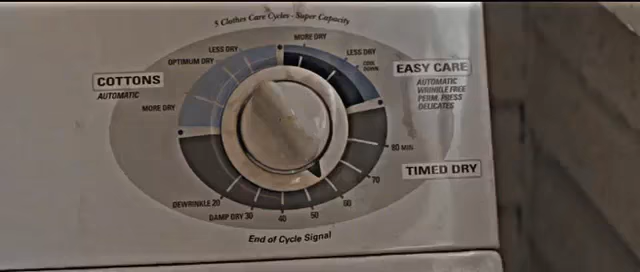 5 Clothes Care Cycles - Super Capacity
MORE DRY
LESS DRY
LESS DRY
OPTIMUM DRY
COOL
DOWN
COTTONS
AUTOMATIC
EASY CARE
AUTOMATIC
WRINKLE FREE
PERM. PRESS
DELICATES
MORE DRY
80 MIN.
TIMED DRY
70
60
DEWRINKLE 20
DAMP DRY 30
40
50
End of Cycle Signal